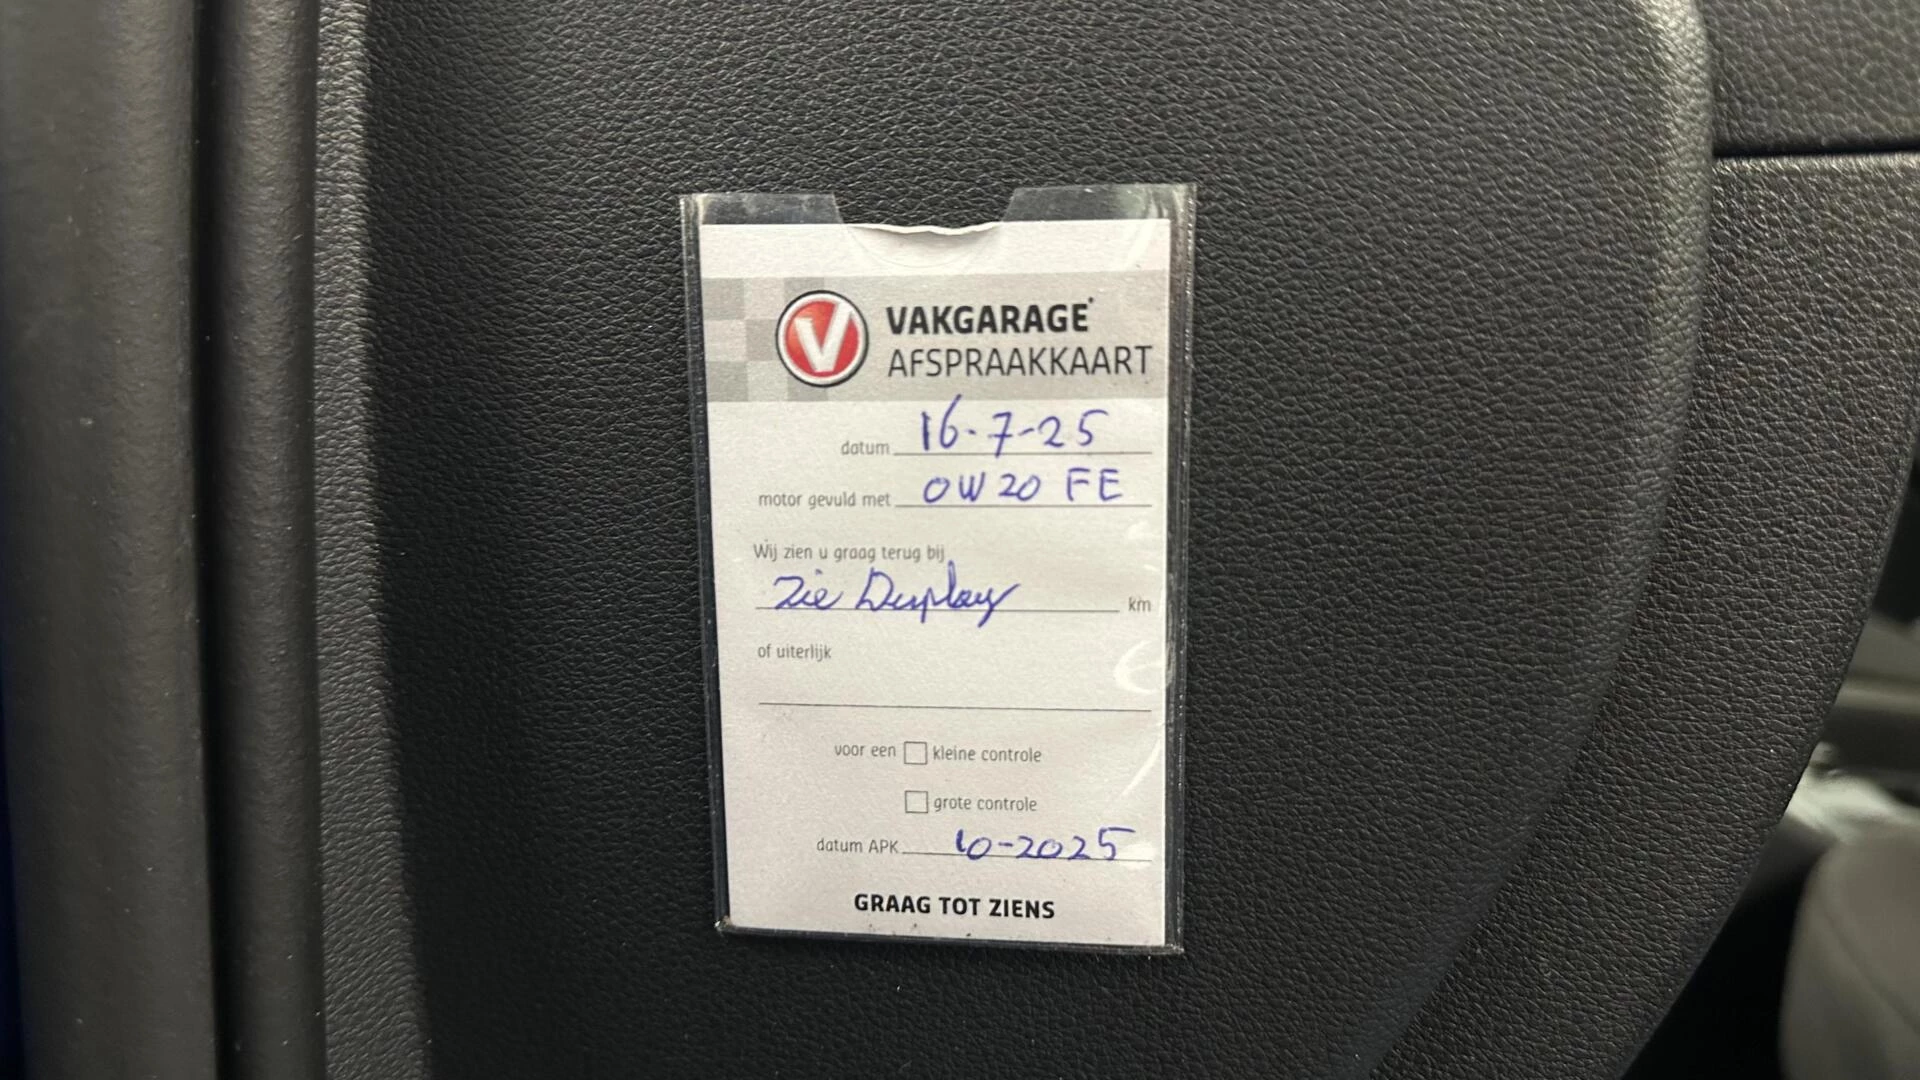 V VAKGARAGE
AFSPRAAKKAART
datum 16-7-25
motor gevuld met 0W20 FE
Wij zien u graag terug bij
Zie Display km
of uiterlijk
voor een kleine controle
grote controle
datum APK 10-2025
GRAAG TOT ZIENS